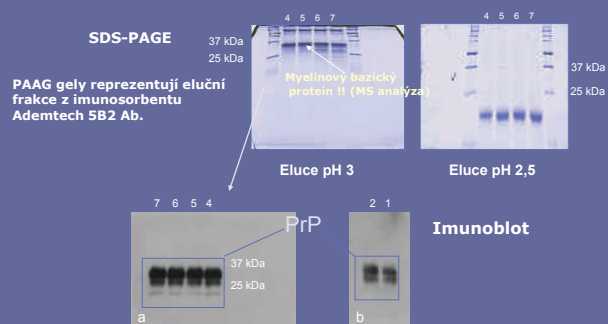 SDS-PAGE
PAAG gely reprezentují eluční
frakce z imunosorbentu
Ademtech 5B2 Ab.
4 5 6 7
37 kDa
25 kDa
Myelinový bazický
protein !! (MS analýza)
Eluce pH 3
4 5 6 7
37 kDa
25 kDa
Eluce pH 2,5
7 6 5 4
PrP
37 kDa
25 kDa
a
2 1
b
Imunoblot